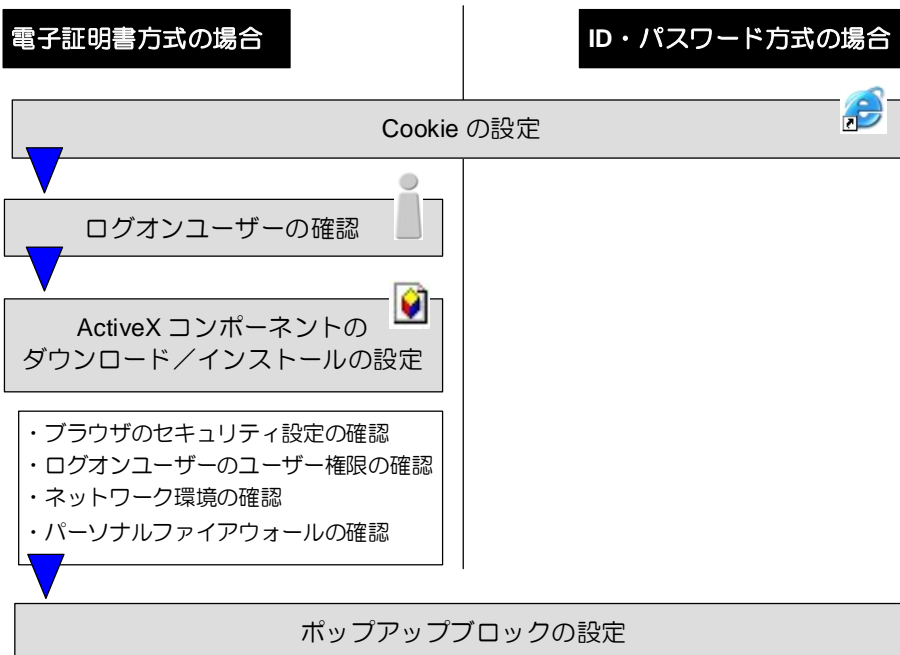 電子証明書方式の場合
ID・パスワード方式の場合
Cookie の設定
ログオンユーザーの確認
ActiveX コンポーネントの
ダウンロード／インストールの設定
・ブラウザのセキュリティ設定の確認
・ログオンユーザーのユーザー権限の確認
・ネットワーク環境の確認
・パーソナルファイアウォールの確認
ポップアップブロックの設定